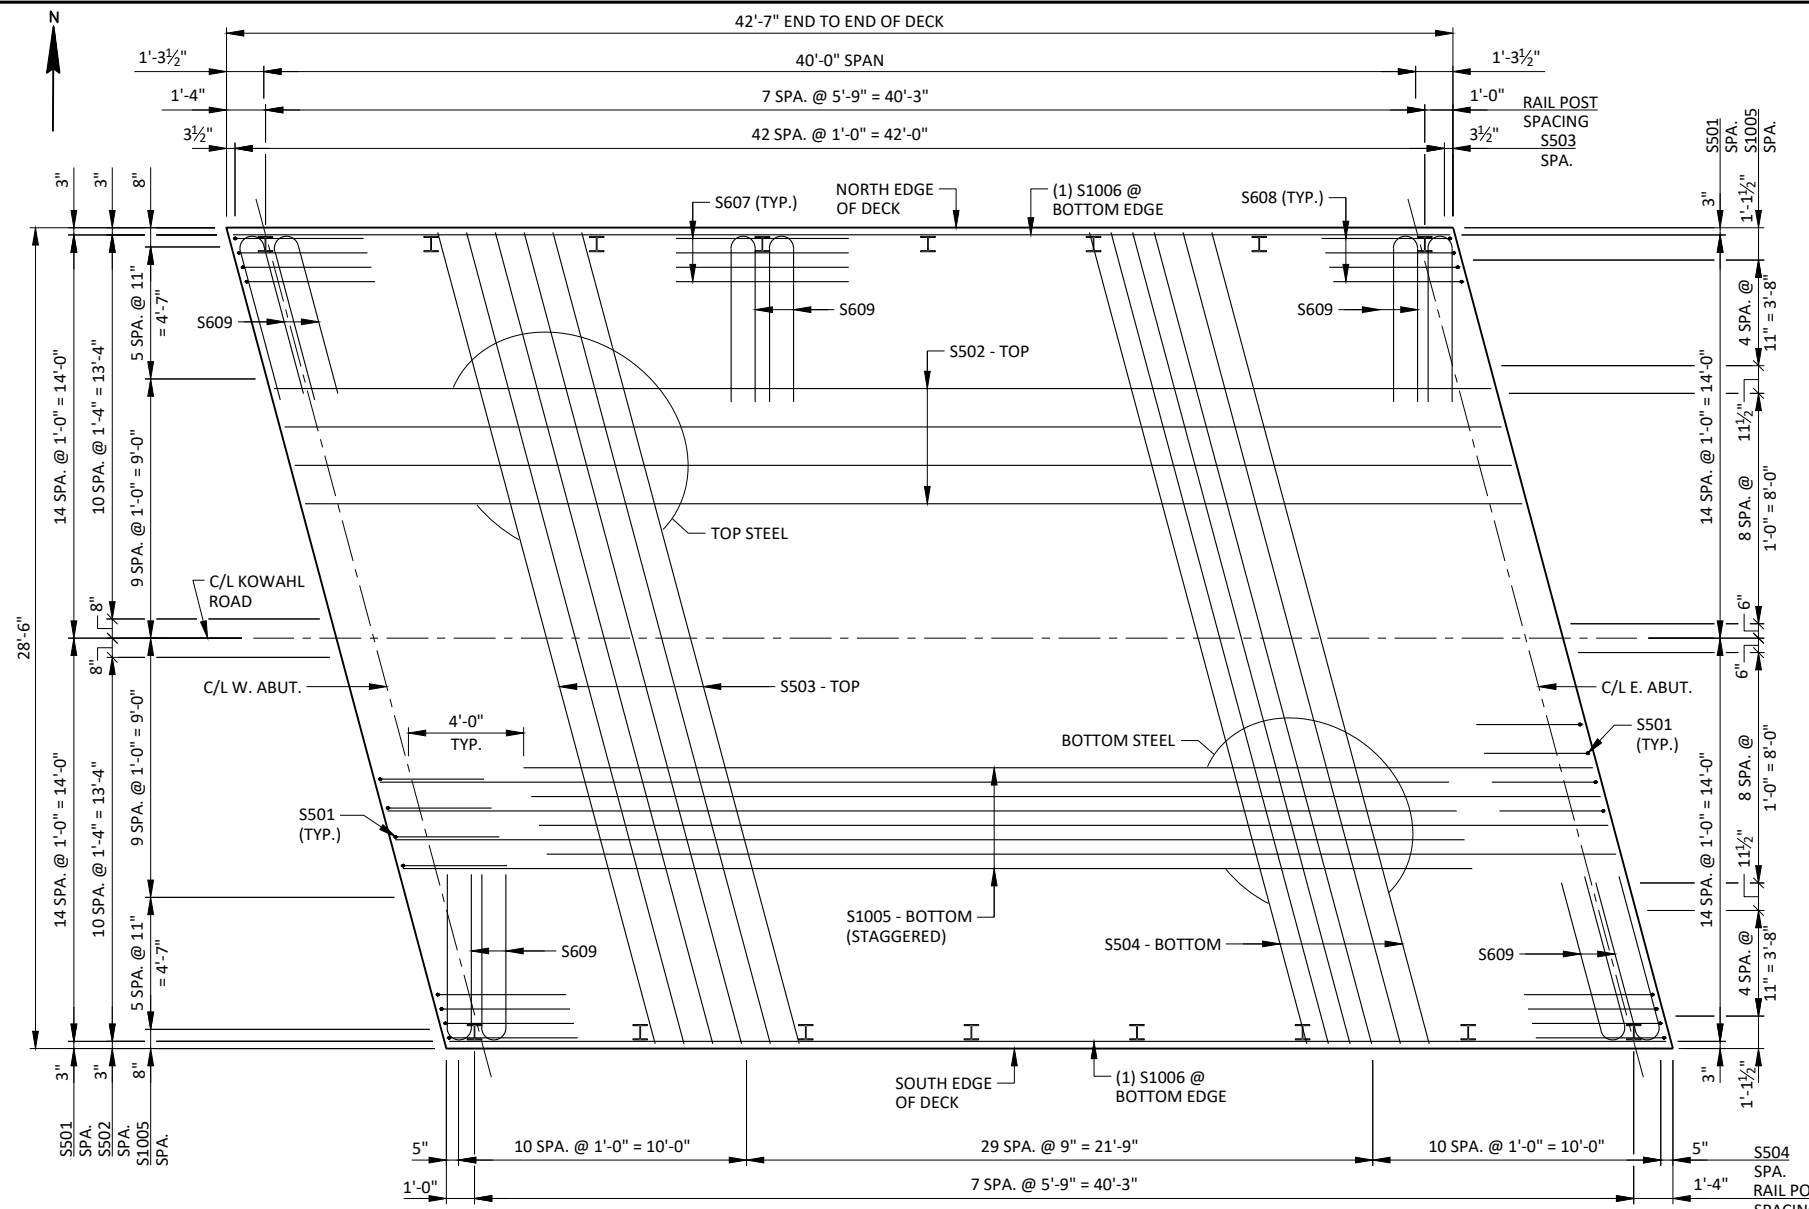 N
42'-7" END TO END OF DECK
1'-3½"
40'-0" SPAN
1'-3½"
1'-4"
7 SPA. @ 5'-9" = 40'-3"
1'-0"
RAIL POST
SPACING
3½"
42 SPA. @ 1'-0" = 42'-0"
3½"
S503
SPA.
S501
SPA.
S1005
SPA.
3"
3"
8"
3"
1'-1½"
S607 (TYP.)
NORTH EDGE
OF DECK
(1) S1006 @
BOTTOM EDGE
S608 (TYP.)
S609
S609
S609
5 SPA. @ 11"
= 4'-7"
4 SPA. @
11" = 3'-8"
14 SPA. @ 1'-0" = 14'-0"
10 SPA. @ 1'-4" = 13'-4"
9 SPA. @ 1'-0" = 9'-0"
S502 - TOP
TOP STEEL
14 SPA. @ 1'-0" = 14'-0"
11½"
8 SPA. @
1'-0" = 8'-0"
C/L KOWAHL
ROAD
28'-6"
8"
8"
6"
6"
C/L W. ABUT.
S503 - TOP
C/L E. ABUT.
4'-0"
TYP.
BOTTOM STEEL
S501
(TYP.)
S501
(TYP.)
14 SPA. @ 1'-0" = 14'-0"
10 SPA. @ 1'-4" = 13'-4"
9 SPA. @ 1'-0" = 9'-0"
5 SPA. @ 11"
= 4'-7"
14 SPA. @ 1'-0" = 14'-0"
8 SPA. @
1'-0" = 8'-0"
11½"
4 SPA. @
11" = 3'-8"
S1005 - BOTTOM
(STAGGERED)
S504 - BOTTOM
S609
S609
3"
3"
8"
3"
1'-1½"
SOUTH EDGE
OF DECK
(1) S1006 @
BOTTOM EDGE
S501
SPA.
S502
SPA.
S1005
SPA.
5"
10 SPA. @ 1'-0" = 10'-0"
29 SPA. @ 9" = 21'-9"
10 SPA. @ 1'-0" = 10'-0"
5"
S504
SPA.
1'-0"
7 SPA. @ 5'-9" = 40'-3"
1'-4"
RAIL PO